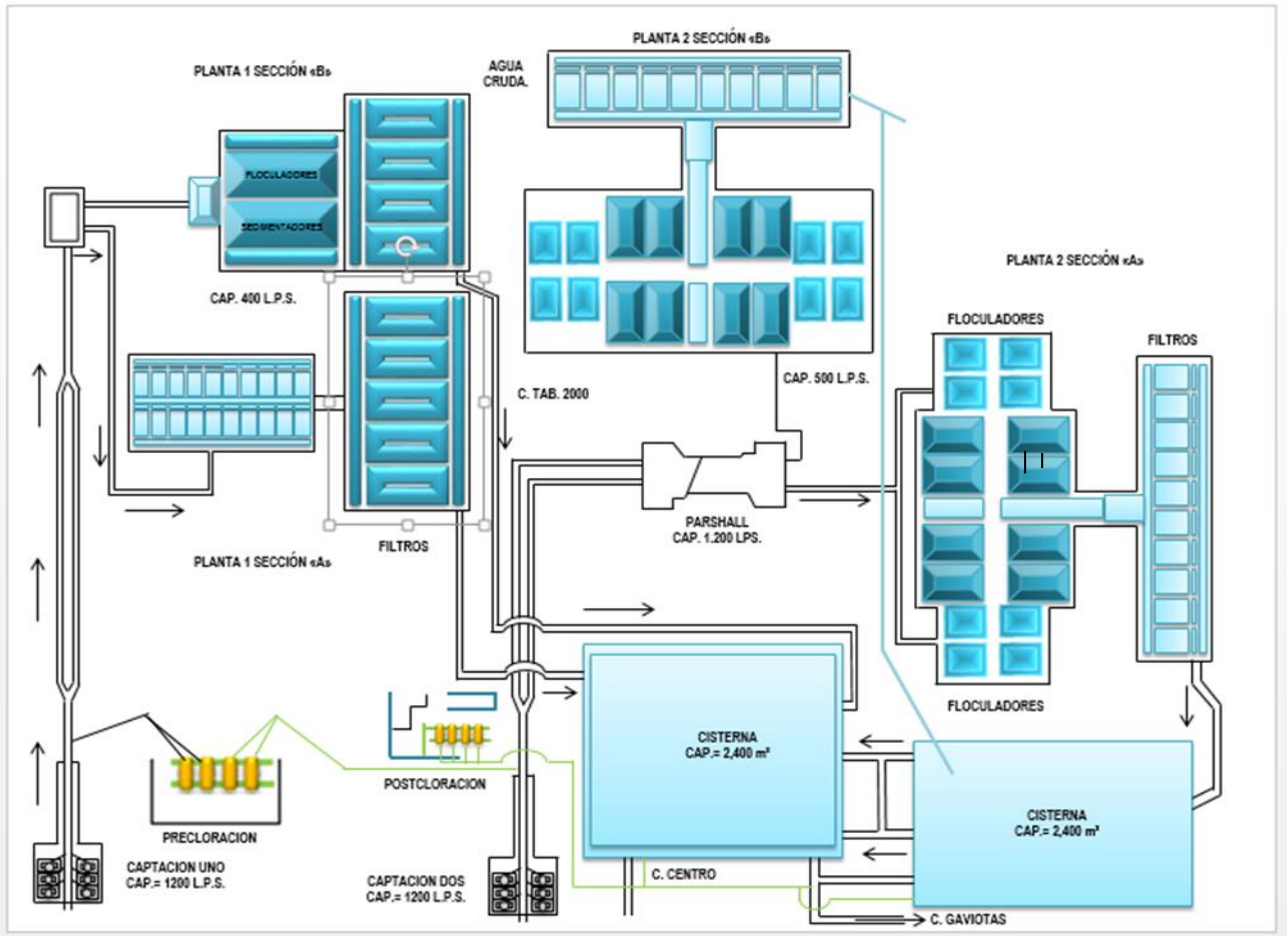 PLANTA 2 SECCIÓN «B»
AGUA
CRUDA.
PLANTA 1 SECCIÓN «B»
FLOCULADORES
SEGMENTADORES
CAP. 400 L.P.S.
PLANTA 2 SECCIÓN «A»
FLOCULADORES
FILTROS
CAP. 500 L.P.S.
C. TAB. 2000
PARSHALL
CAP. 1.200 LPS.
FILTROS
PLANTA 1 SECCIÓN «A»
FLOCULADORES
CISTERNA
CAP.= 2,400 m³
POSTCLORACION
CISTERNA
CAP.= 2,400 m³
PRECLORACION
CAPTACION UNO
CAP.= 1200 L.P.S.
CAPTACION DOS
CAP.= 1200 L.P.S.
C. CENTRO
C. GAVIOTAS